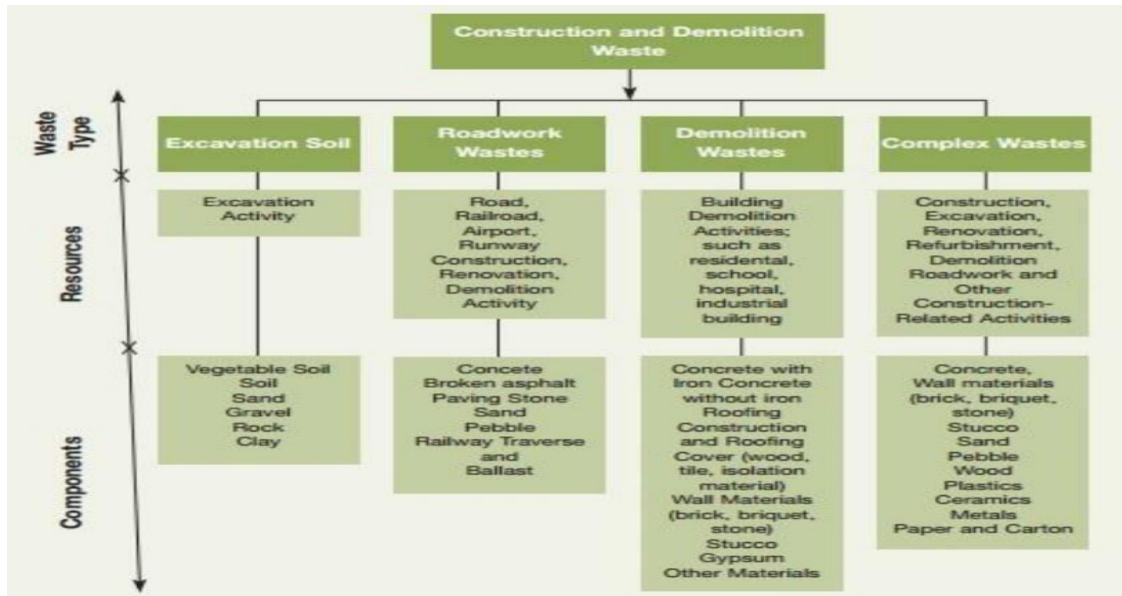 Construction and Demolition
Waste
Waste
Type
Excavation Soil
Roadwork
Wastes
Demolition
Wastes
Complex Wastes
Resources
Excavation
Activity
Road,
Railroad,
Airport,
Runway
Construction,
Renovation,
Demolition
Activity
Building
Demolition
Activities;
such as
residental,
school,
hospital,
industrial
building
Construction,
Excavation,
Renovation,
Refurbishment,
Demolition
Roadwork and
Other
Construction-
Related Activities
Components
Vegetable Soil
Soil
Sand
Gravel
Rock
Clay
Concete
Broken asphalt
Paving Stone
Sand
Pebble
Railway Traverse
and
Ballast
Concrete with
Iron Concrete
without iron
Roofing
Construction
and Roofing
Cover (wood,
tile, isolation
material)
Wall Materials
(brick, briquet,
stone)
Stucco
Gypsum
Other Materials
Concrete,
Wall materials
(brick, briquet,
stone)
Stucco
Sand
Pebble
Wood
Plastics
Ceramics
Metals
Paper and Carton